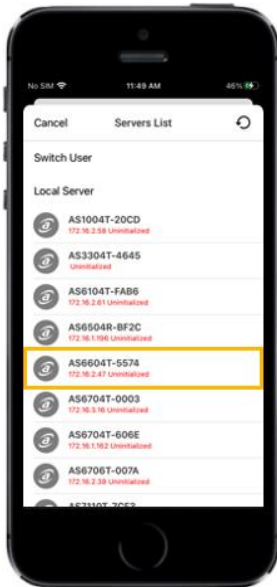 No SIM 11:49 AM 46%
Cancel Servers List
Switch User
Local Server
AS1004T-20CD
172.16.2.58 Uninitialized
AS3304T-4645
Uninitialized
AS6104T-FAB6
172.16.2.61 Uninitialized
AS6504R-BF2C
172.16.1.196 Uninitialized
AS6604T-5574
172.16.2.47 Uninitialized
AS6704T-0003
172.16.3.16 Uninitialized
AS6704T-606E
172.16.1.162 Uninitialized
AS6706T-007A
172.16.2.38 Uninitialized